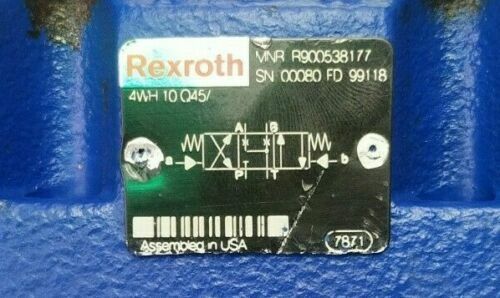 Rexroth
MNR R900538177
SN 00080 FD 99118
4WH 10 Q45/
A B
a b
P T
Assembled in USA
7871